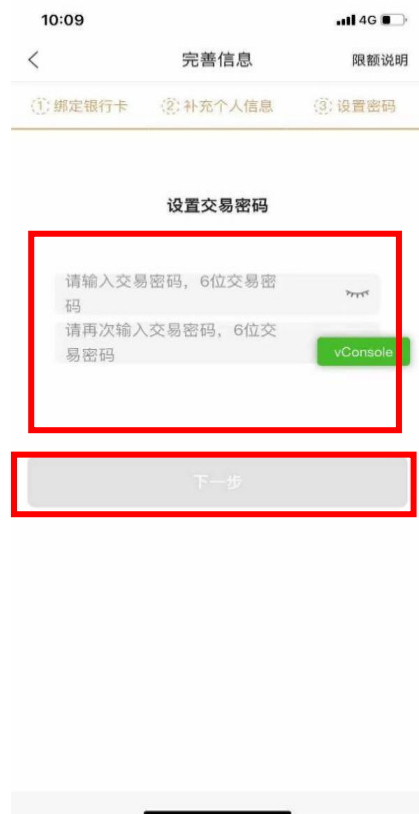 10:09
4G
完善信息
限额说明
① 绑定银行卡
② 补充个人信息
③ 设置密码
设置交易密码
请输入交易密码，6位交易密
码
请再次输入交易密码，6位交
易密码
vConsole
下一步